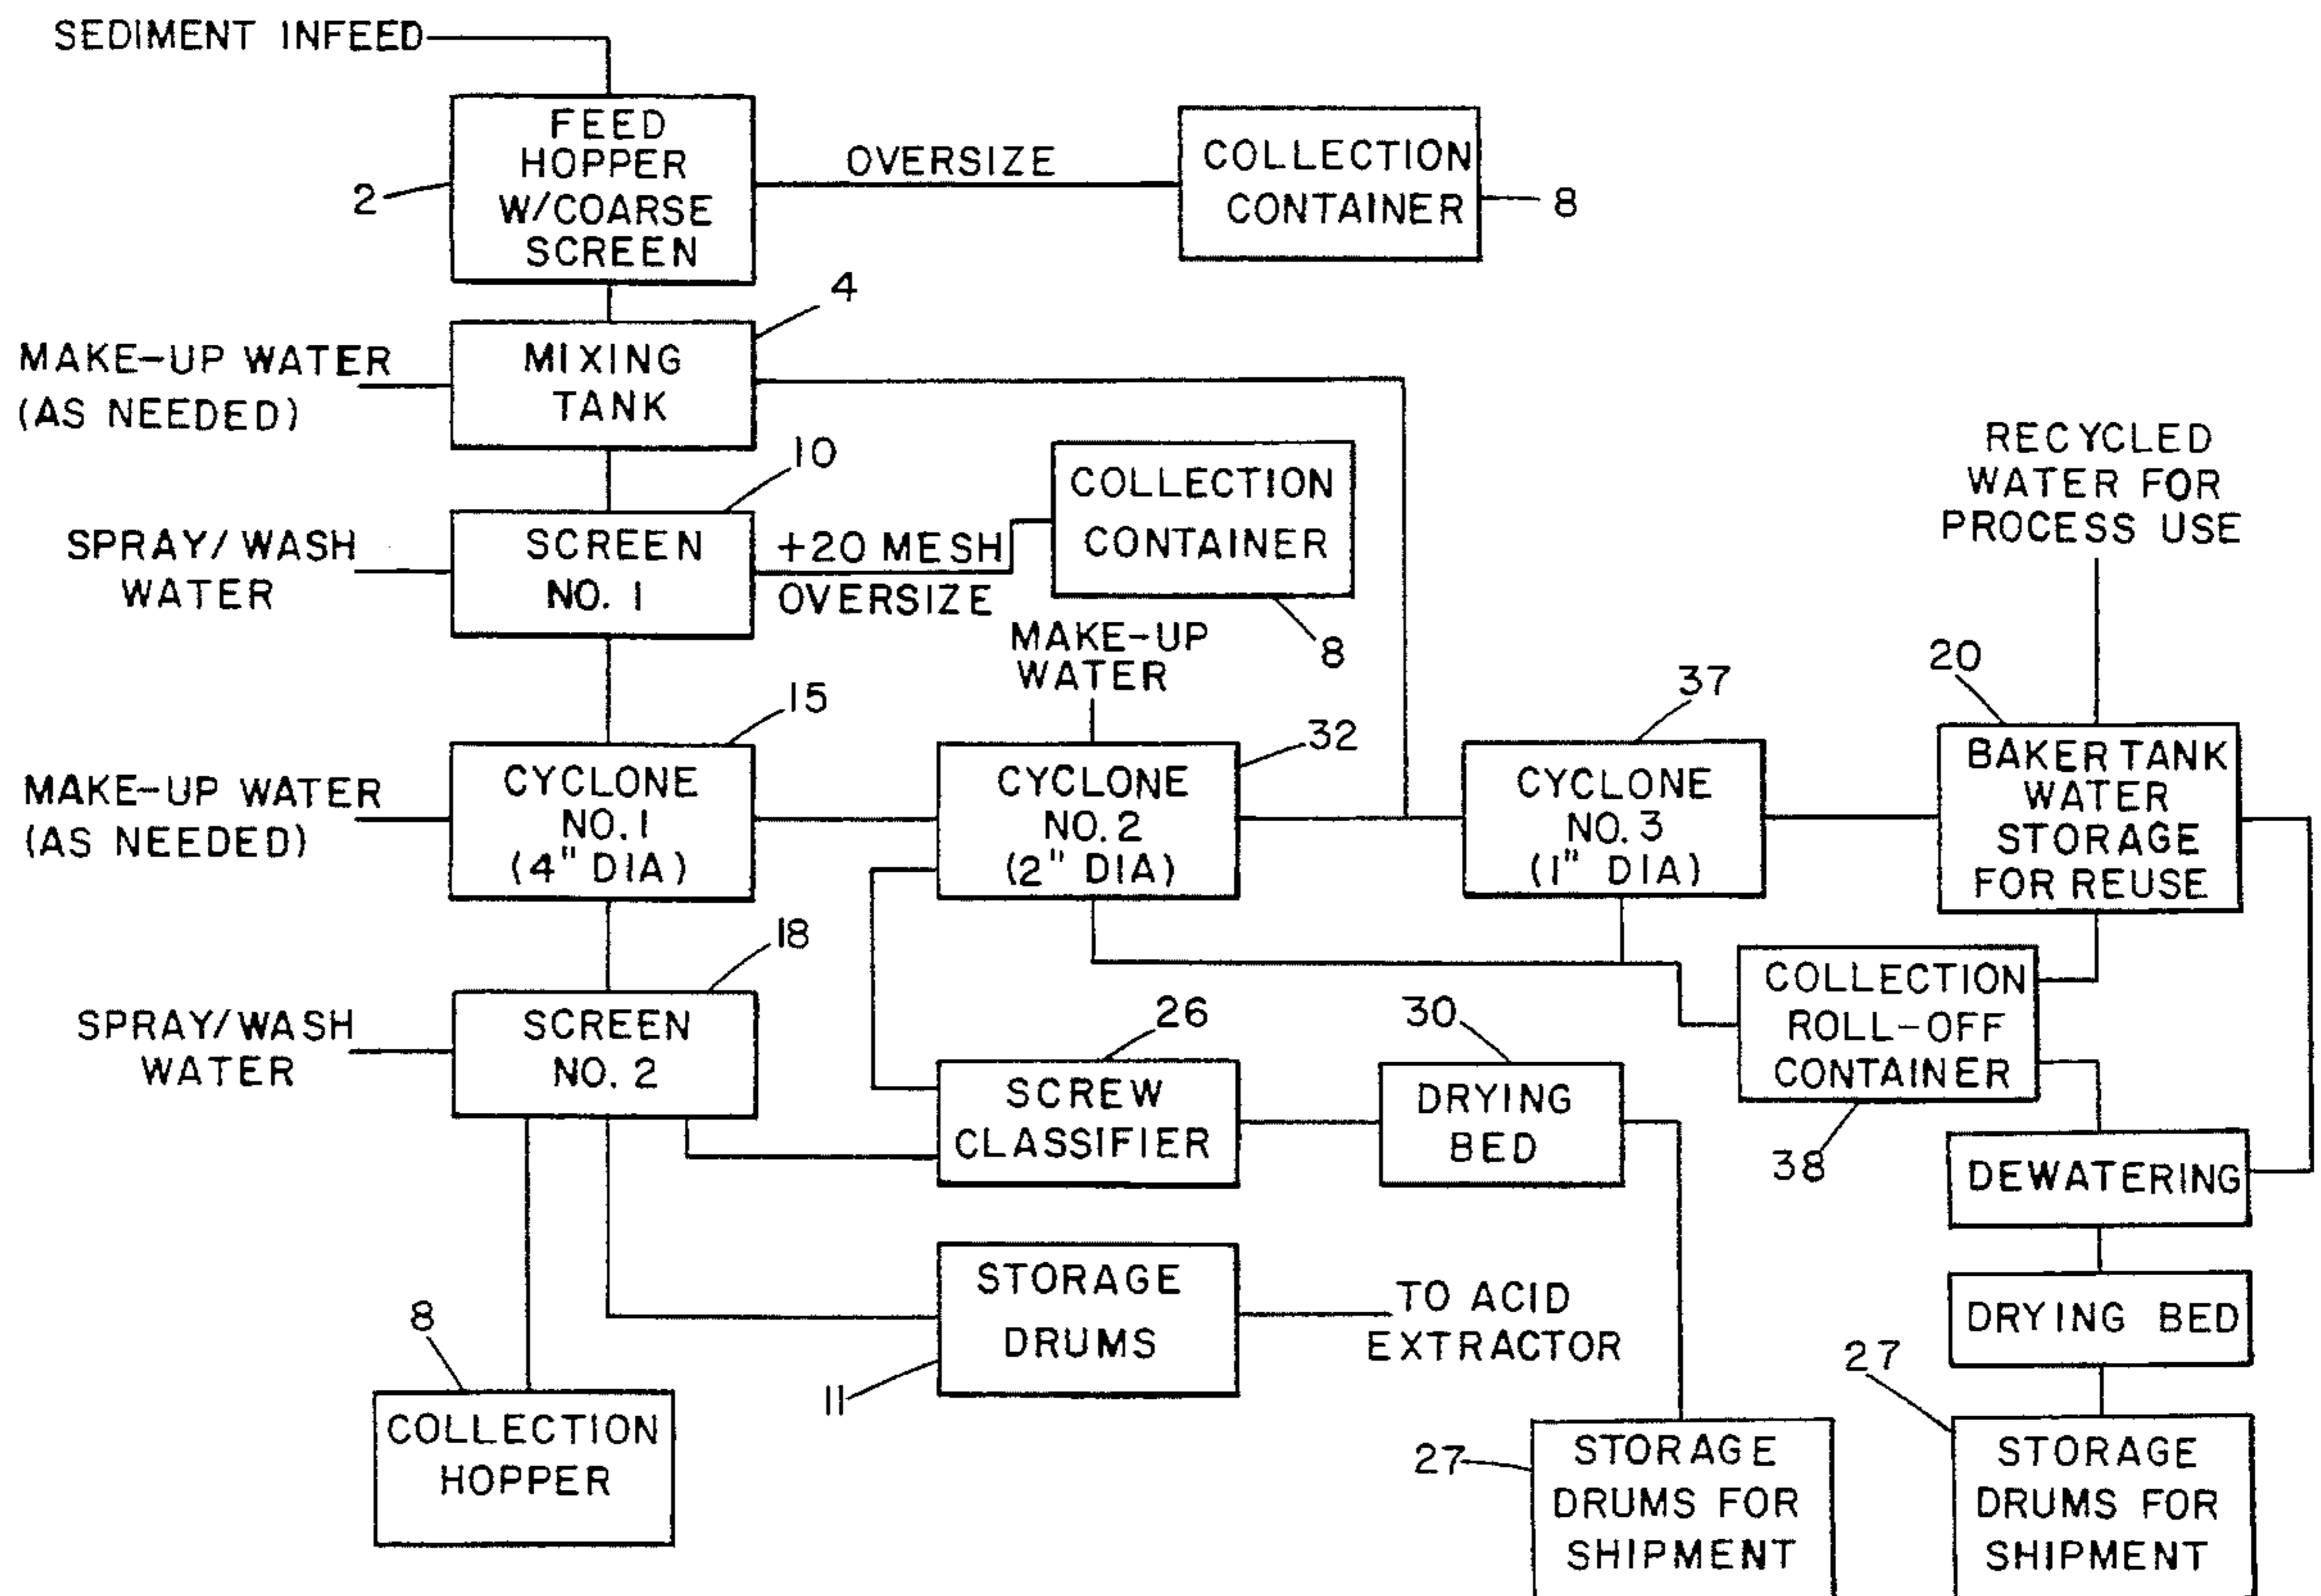 SEDIMENT INFEED
FEED
HOPPER
W/COARSE
SCREEN
2
OVERSIZE
COLLECTION
CONTAINER
8
4
MAKE-UP WATER
(AS NEEDED)
MIXING
TANK
10
SPRAY/WASH
WATER
SCREEN
NO. 1
+20 MESH
OVERSIZE
COLLECTION
CONTAINER
8
RECYCLED
WATER FOR
PROCESS USE
MAKE-UP
WATER
15
MAKE-UP WATER
(AS NEEDED)
CYCLONE
NO. 1
(4" DIA)
32
CYCLONE
NO. 2
(2" DIA)
37
CYCLONE
NO. 3
(1" DIA)
20
BAKER TANK
WATER
STORAGE
FOR REUSE
18
SPRAY/WASH
WATER
SCREEN
NO. 2
26
SCREW
CLASSIFIER
30
DRYING
BED
COLLECTION
ROLL-OFF
CONTAINER
38
DEWATERING
STORAGE
DRUMS
11
TO ACID
EXTRACTOR
DRYING BED
8
COLLECTION
HOPPER
27
STORAGE
DRUMS FOR
SHIPMENT
27
STORAGE
DRUMS FOR
SHIPMENT